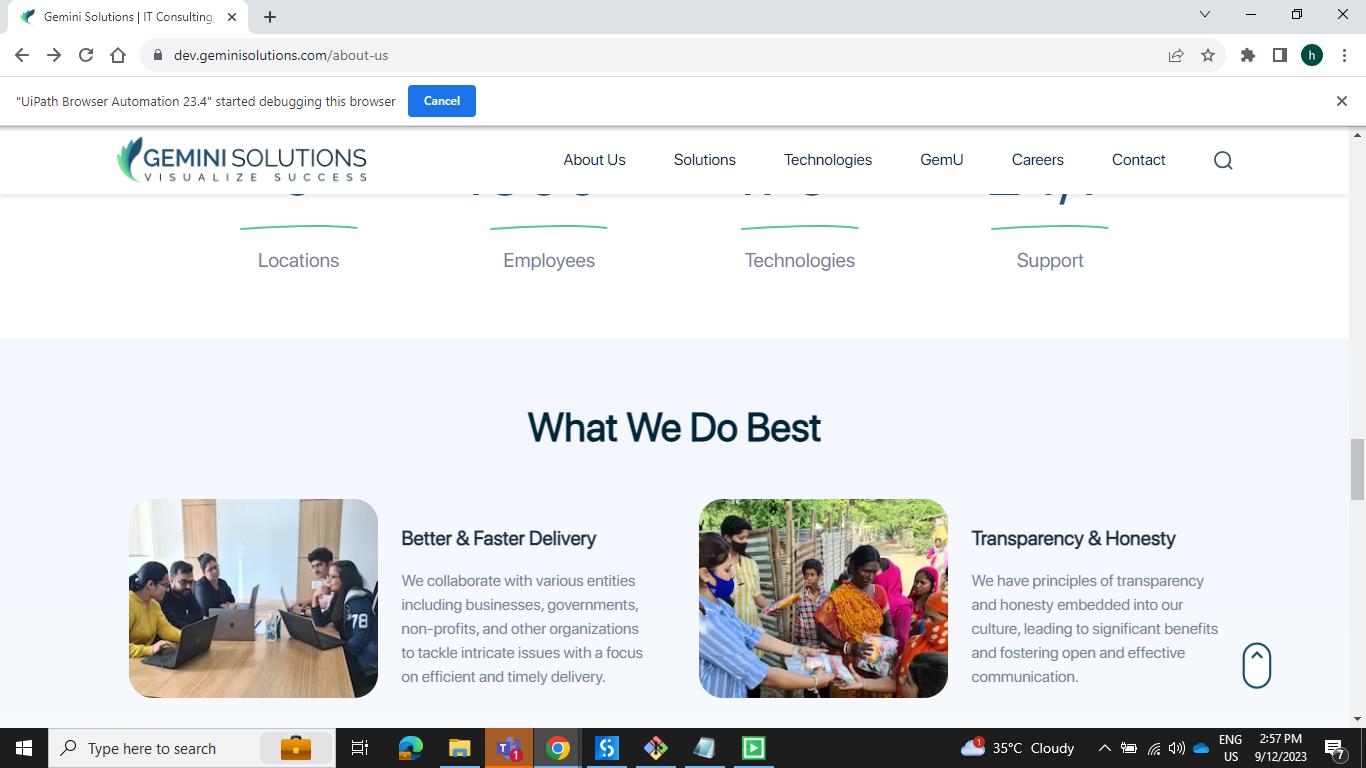 Gemini Solutions | IT Consulting,
dev.geminisolutions.com/about-us
h
"UiPath Browser Automation 23.4" started debugging this browser
Cancel
GEMINI SOLUTIONS
VISUALIZE SUCCESS
About Us
Solutions
Technologies
GemU
Careers
Contact
Locations
Employees
Technologies
Support
What We Do Best
Better & Faster Delivery
We collaborate with various entities
including businesses, governments,
non-profits, and other organizations
to tackle intricate issues with a focus
on efficient and timely delivery.
78
Transparency & Honesty
We have principles of transparency
and honesty embedded into our
culture, leading to significant benefits
and fostering open and effective
communication.
Type here to search
1
1
35°C Cloudy
ENG
US
2:57 PM
9/12/2023
7